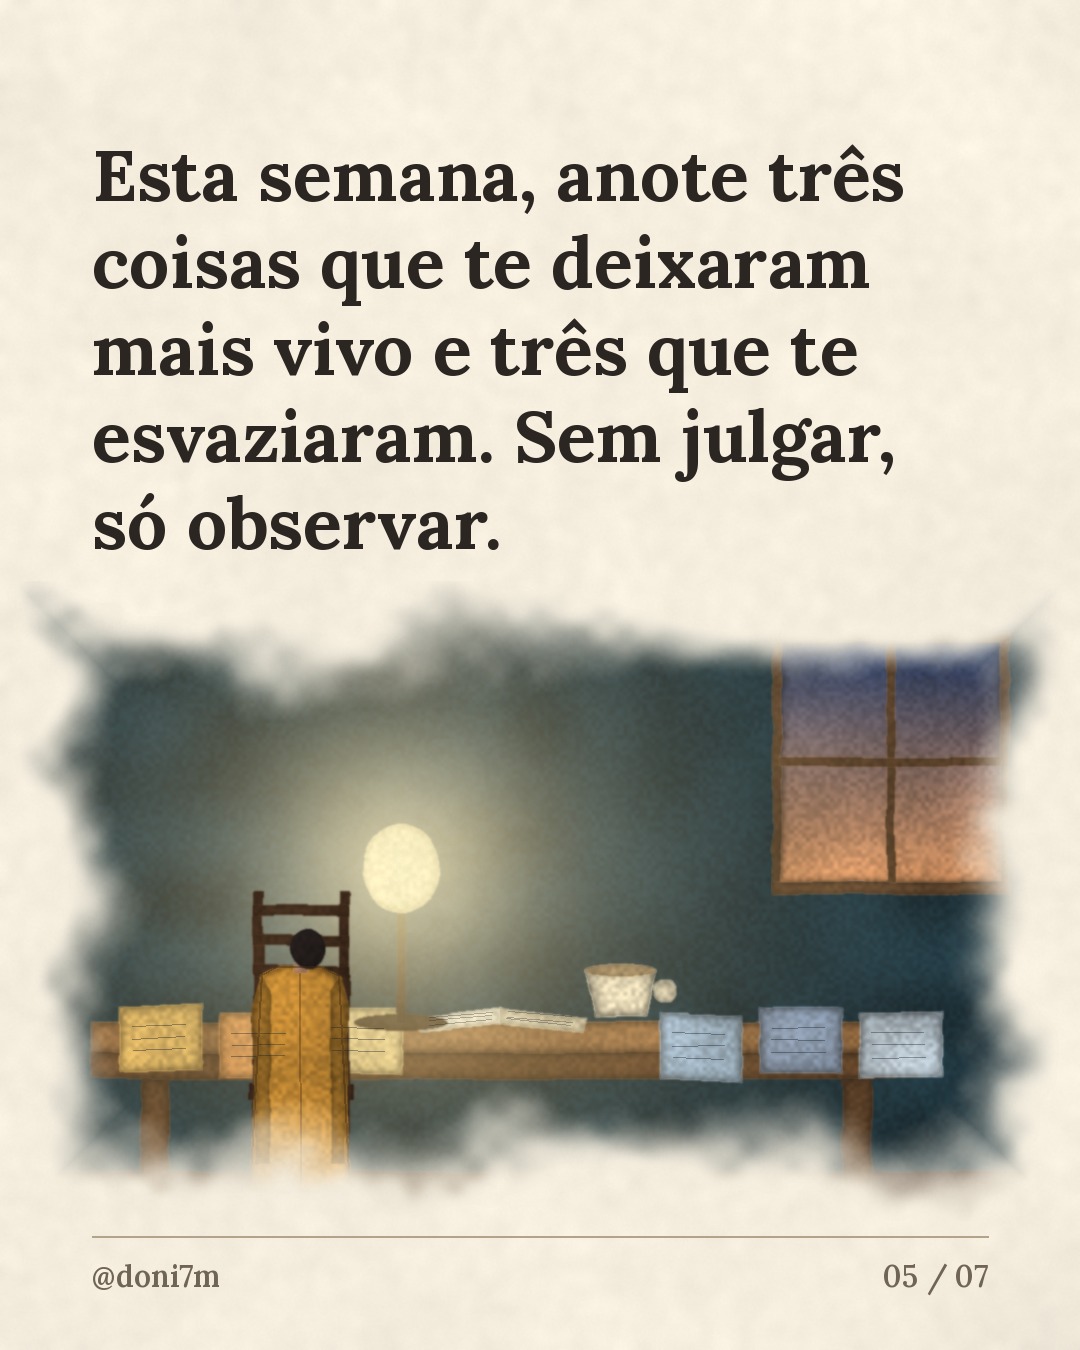 Esta semana, anote três
coisas que te deixaram
mais vivo e três que te
esvaziaram. Sem julgar,
só observar.
@doni7m
05 / 07